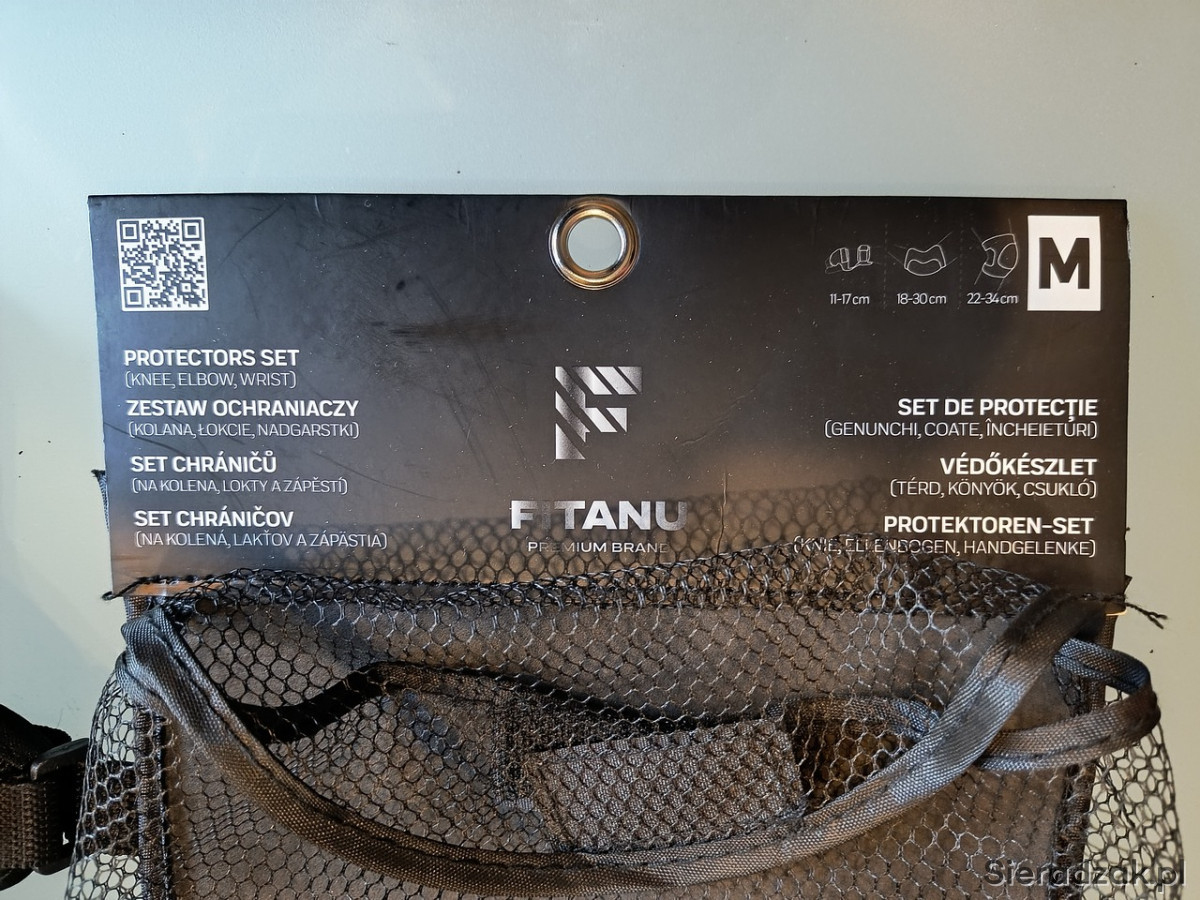 M
11-17cm 18-30cm 22-34cm
PROTECTORS SET
(KNEE, ELBOW, WRIST)
ZESTAW OCHRANIACZY
(KOLANA, ŁOKCIE, NADGARSTKI)
SET CHRÁNIČŮ
(NA KOLENA, LOKTY A ZÁPĚSTÍ)
SET CHRÁNIČOV
(NA KOLENÁ, LAKŤOV A ZÁPÄSTIA)
FITANU
PREMIUM BRAND
SET DE PROTECȚIE
(GENUNCHI, COATE, ÎNCHEIETURI)
VÉDŐKÉSZLET
(TÉRD, KÖNYÖK, CSUKLÓ)
PROTEKTOREN-SET
(KNIE, ELLENBOGEN, HANDGELENKE)
Sieradzak.pl